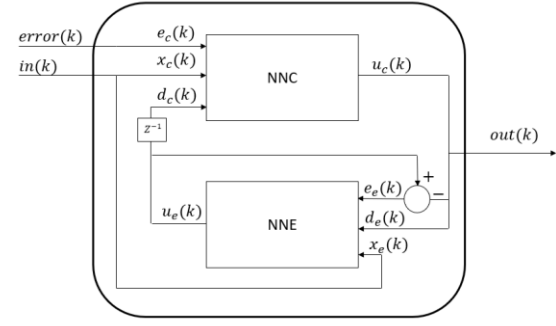 error(k)
e_c(k)
in(k)
x_c(k)
NNC
u_c(k)
d_c(k)
Z^{-1}
out(k)
+
e_e(k)
−
u_e(k)
NNE
d_e(k)
x_e(k)